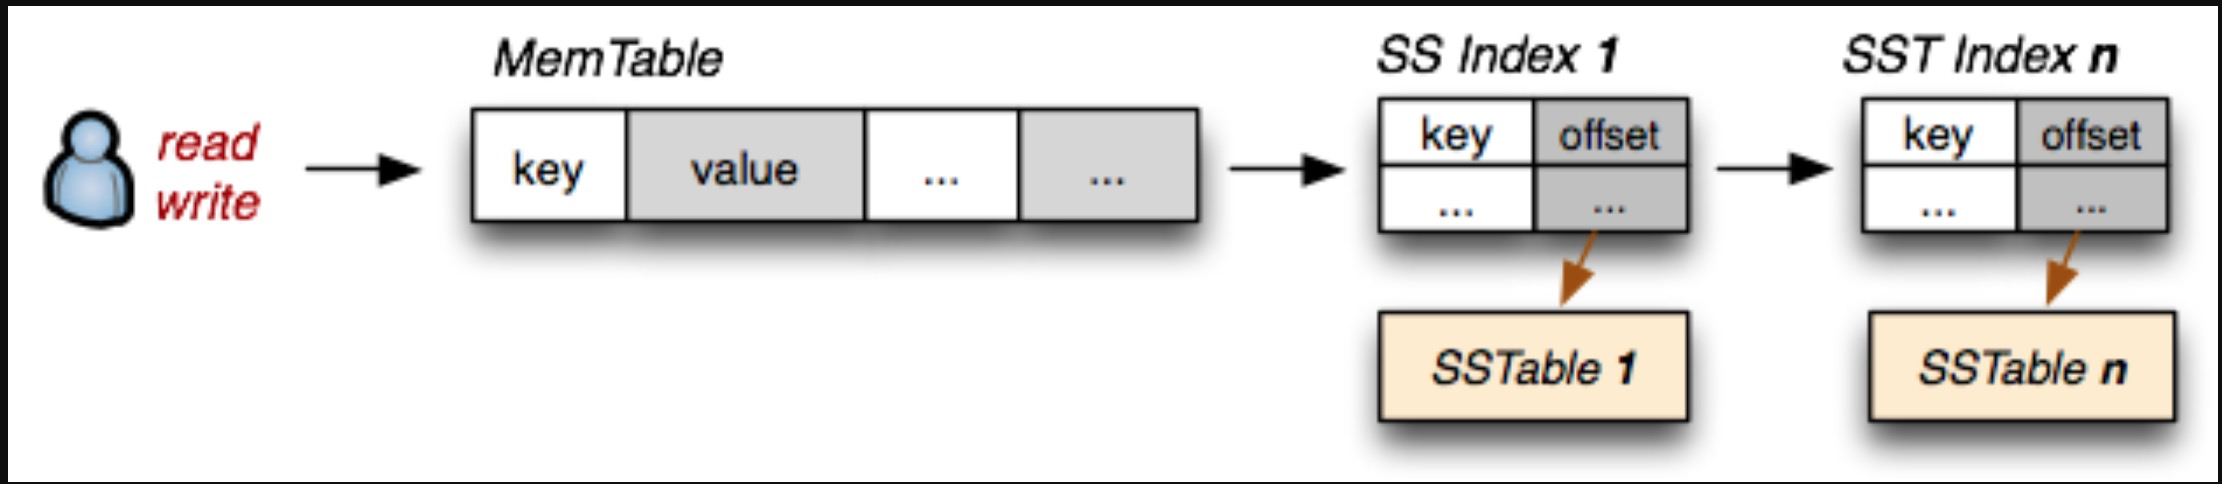 MemTable
SS Index 1
SST Index n
read
write
key value ... ...
key offset
... ...
key offset
... ...
SSTable 1
SSTable n